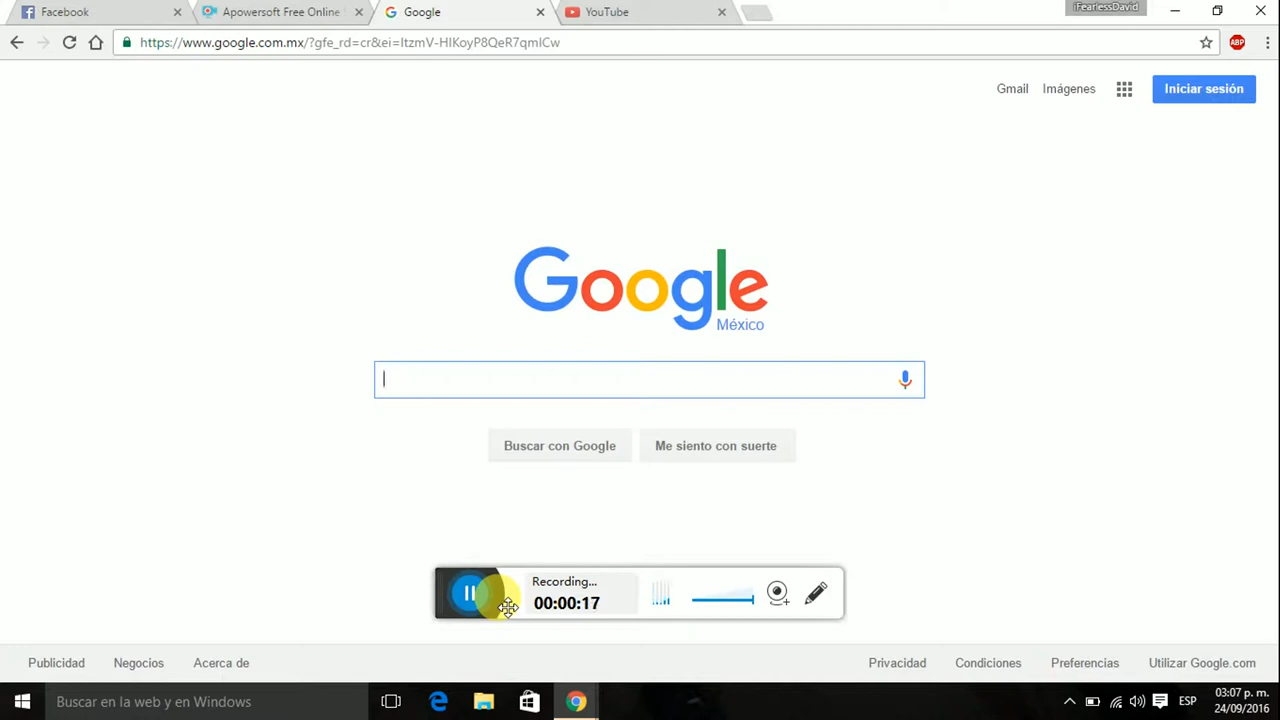 Facebook
Apowersoft Free Online
Google
YouTube
iFearlessDavid
https://www.google.com.mx/?gfe_rd=cr&ei=ItzmV-HIKoyP8QeR7qmICw
ABP
Gmail
Imágenes
Iniciar sesión
Google
México
Buscar con Google
Me siento con suerte
Recording...
00:00:17
Publicidad
Negocios
Acerca de
Privacidad
Condiciones
Preferencias
Utilizar Google.com
Buscar en la web y en Windows
ESP
03:07 p. m.
24/09/2016